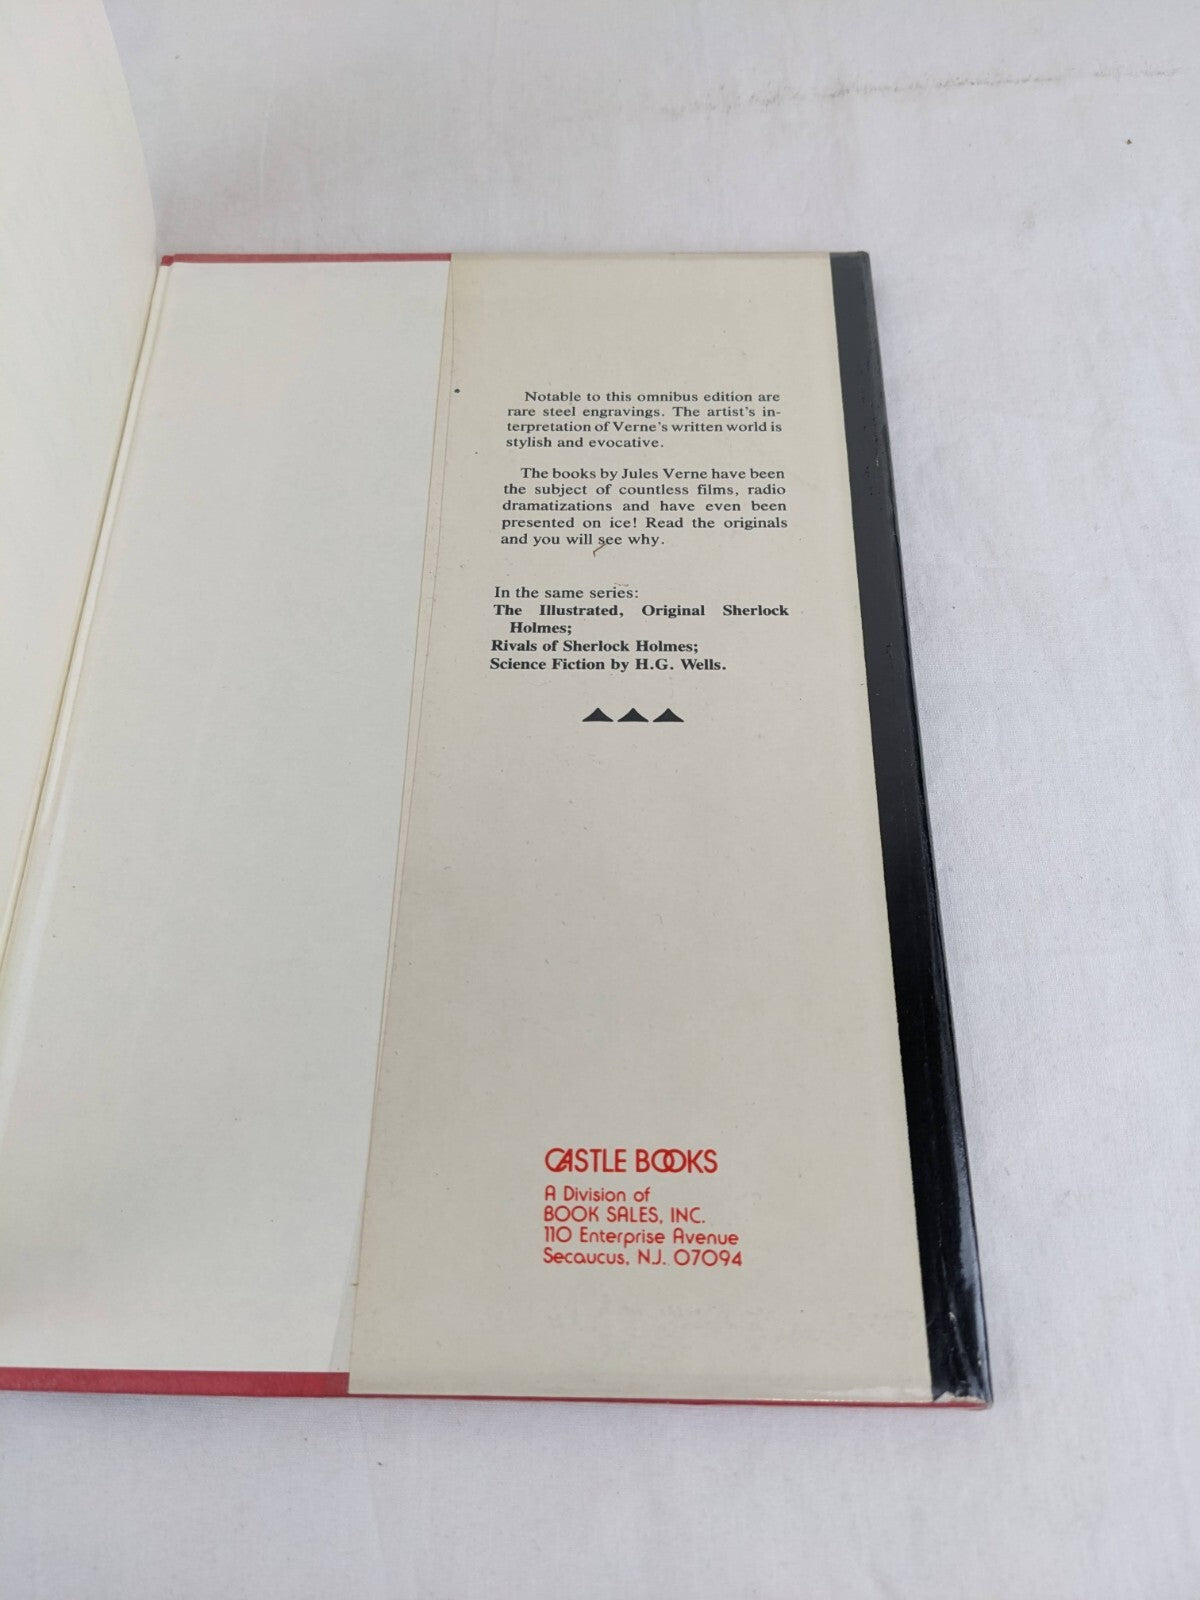 Notable to this omnibus edition are
rare steel engravings. The artist's in-
terpretation of Verne's written world is
stylish and evocative.
The books by Jules Verne have been
the subject of countless films, radio
dramatizations and have even been
presented on ice! Read the originals
and you will see why.
In the same series:
The Illustrated, Original Sherlock
Holmes;
Rivals of Sherlock Holmes;
Science Fiction by H.G. Wells.
CASTLE BOOKS
A Division of
BOOK SALES, INC.
110 Enterprise Avenue
Secaucus, N.J. 07094